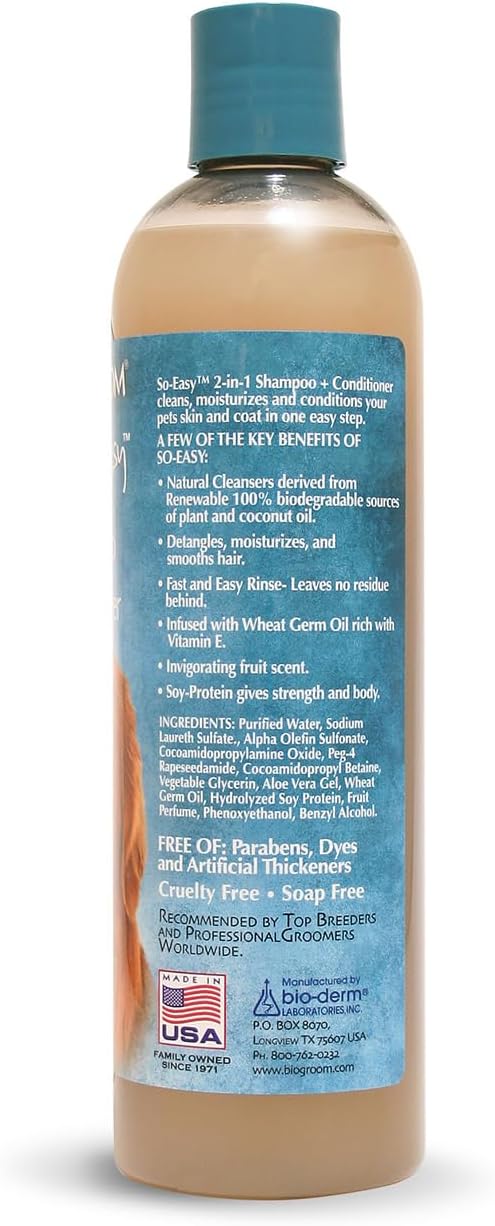 OM®
sy™
er
So-Easy™ 2-in-1 Shampoo + Conditioner
cleans, moisturizes and conditions your
pets skin and coat in one easy step.
A FEW OF THE KEY BENEFITS OF
SO-EASY:
• Natural Cleansers derived from
Renewable 100% biodegradable sources
of plant and coconut oil.
• Detangles, moisturizes, and
smooths hair.
• Fast and Easy Rinse- Leaves no residue
behind.
• Infused with Wheat Germ Oil rich with
Vitamin E.
• Invigorating fruit scent.
• Soy-Protein gives strength and body.
INGREDIENTS: Purified Water, Sodium
Laureth Sulfate., Alpha Olefin Sulfonate,
Cocoamidopropylamine Oxide, Peg-4
Rapeseedamide, Cocoamidopropyl Betaine,
Vegetable Glycerin, Aloe Vera Gel, Wheat
Germ Oil, Hydrolyzed Soy Protein, Fruit
Perfume, Phenoxyethanol, Benzyl Alcohol.
FREE OF: Parabens, Dyes
and Artificial Thickeners
Cruelty Free • Soap Free
RECOMMENDED BY TOP BREEDERS
AND PROFESSIONALGROOMERS
WORLDWIDE.
MADE IN
USA
FAMILY OWNED
SINCE 1971
Manufactured by
bio-derm®
LABORATORIES, INC.
P.O. BOX 8070,
LONGVIEW TX 75607 USA
PH. 800-762-0232
www.biogroom.com